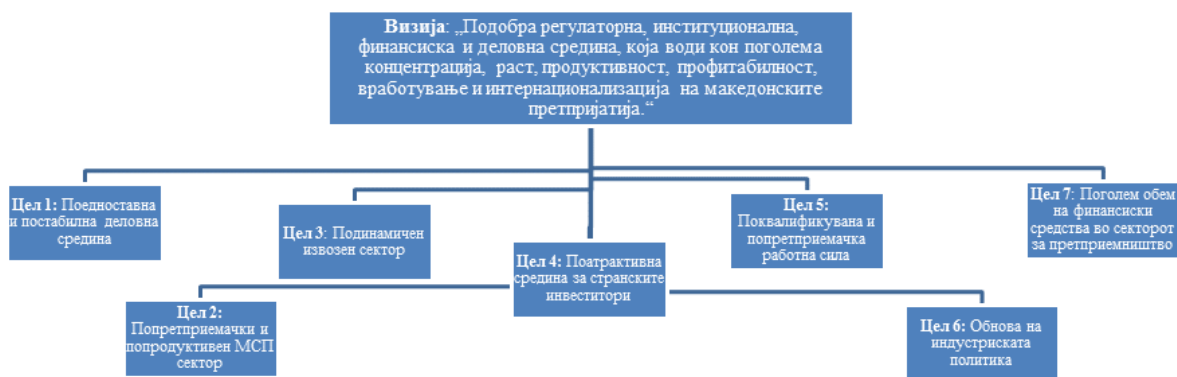 Визија: „Подобра регулаторна, институционална,
финансиска и деловна средина, која води кон поголема
концентрација, раст, продуктивност, профитабилност,
вработување и интернационализација на македонските
претпријатија.“
Цел 1: Поедноставна
и постабилна деловна
средина
Цел 2:
Попретприемачки и
попродуктивен МСП
сектор
Цел 3: Подинамичен
извозен сектор
Цел 4: Поатрактивна
средина за странските
инвеститори
Цел 5:
Поквалификувана и
попретприемачка
работна сила
Цел 6: Обнова на
индустриската
политика
Цел 7: Поголем обем
на финансиски
средства во секторот
за претприемништво